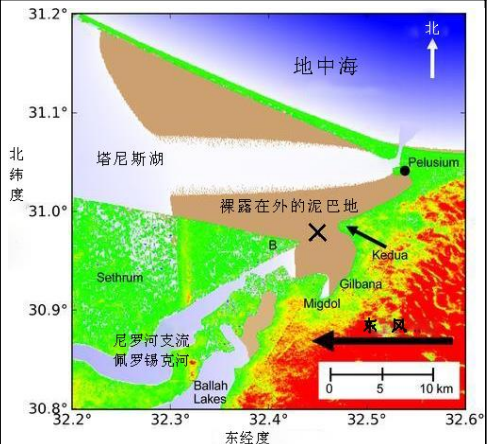 31.2°
北
地中海
31.1°
北
纬
度
塔尼斯湖
Pelusium
裸露在外的泥巴地
31.0°
B
Kedua
Sethrum
Gilbana
30.9°
Migdol
东 风
尼罗河支流
佩罗锡克河
0 5 10 km
Ballah
Lakes
30.8°
32.2° 32.3° 32.4° 32.5° 32.6°
东经度